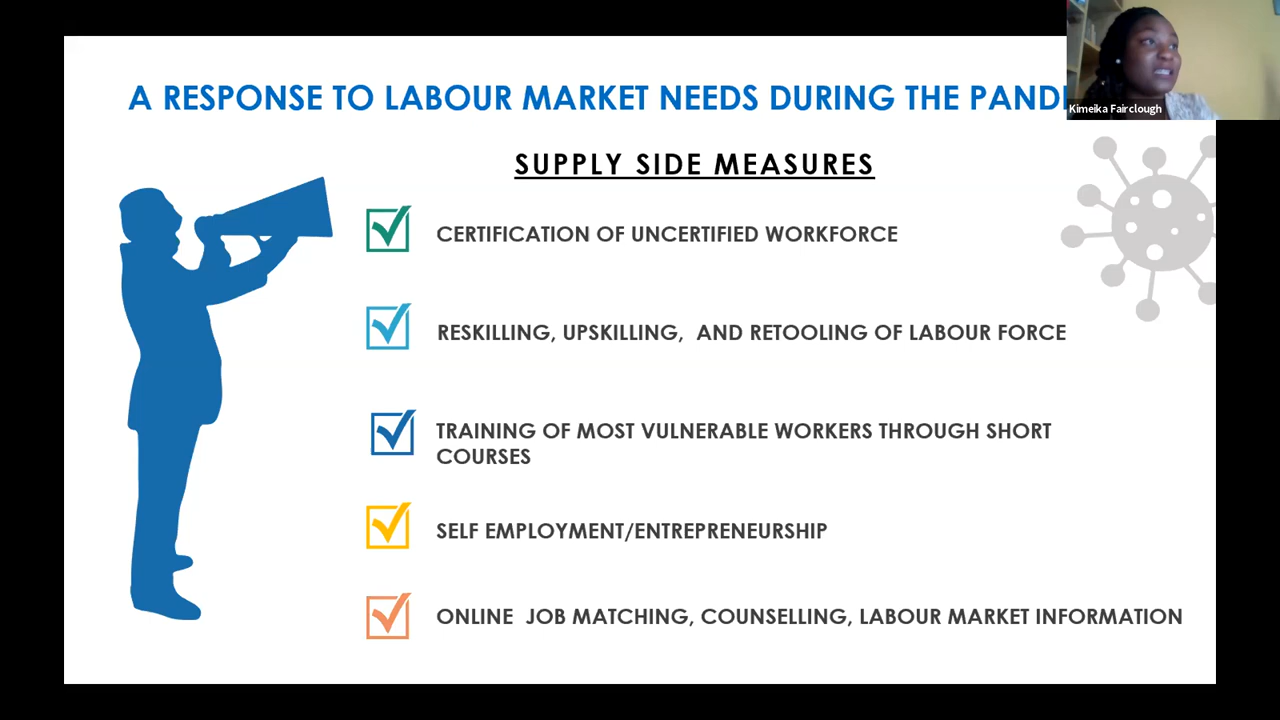 A RESPONSE TO LABOUR MARKET NEEDS DURING THE
Kimeika Fairclough
SUPPLY SIDE MEASURES
CERTIFICATION OF UNCERTIFIED WORKFORCE
RESKILLING, UPSKILLING, AND RETOOLING OF LABOUR FORCE
TRAINING OF MOST VULNERABLE WORKERS THROUGH SHORT
COURSES
SELF EMPLOYMENT/ENTREPRENEURSHIP
ONLINE JOB MATCHING, COUNSELLING, LABOUR MARKET INFORMATION